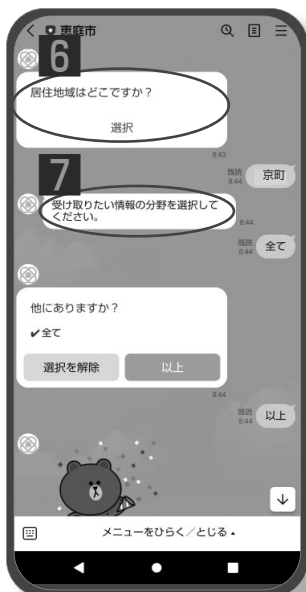 恵庭市
6
居住地域はどこですか?
選択
8:43
既読
8:44
京町
7
受け取りたい情報の分野を選択して
ください。
8:44
既読
8:44
全て
他にありますか?
✔全て
選択を解除
以上
8:44
既読
8:44
以上
メニューをひらく/とじる▲